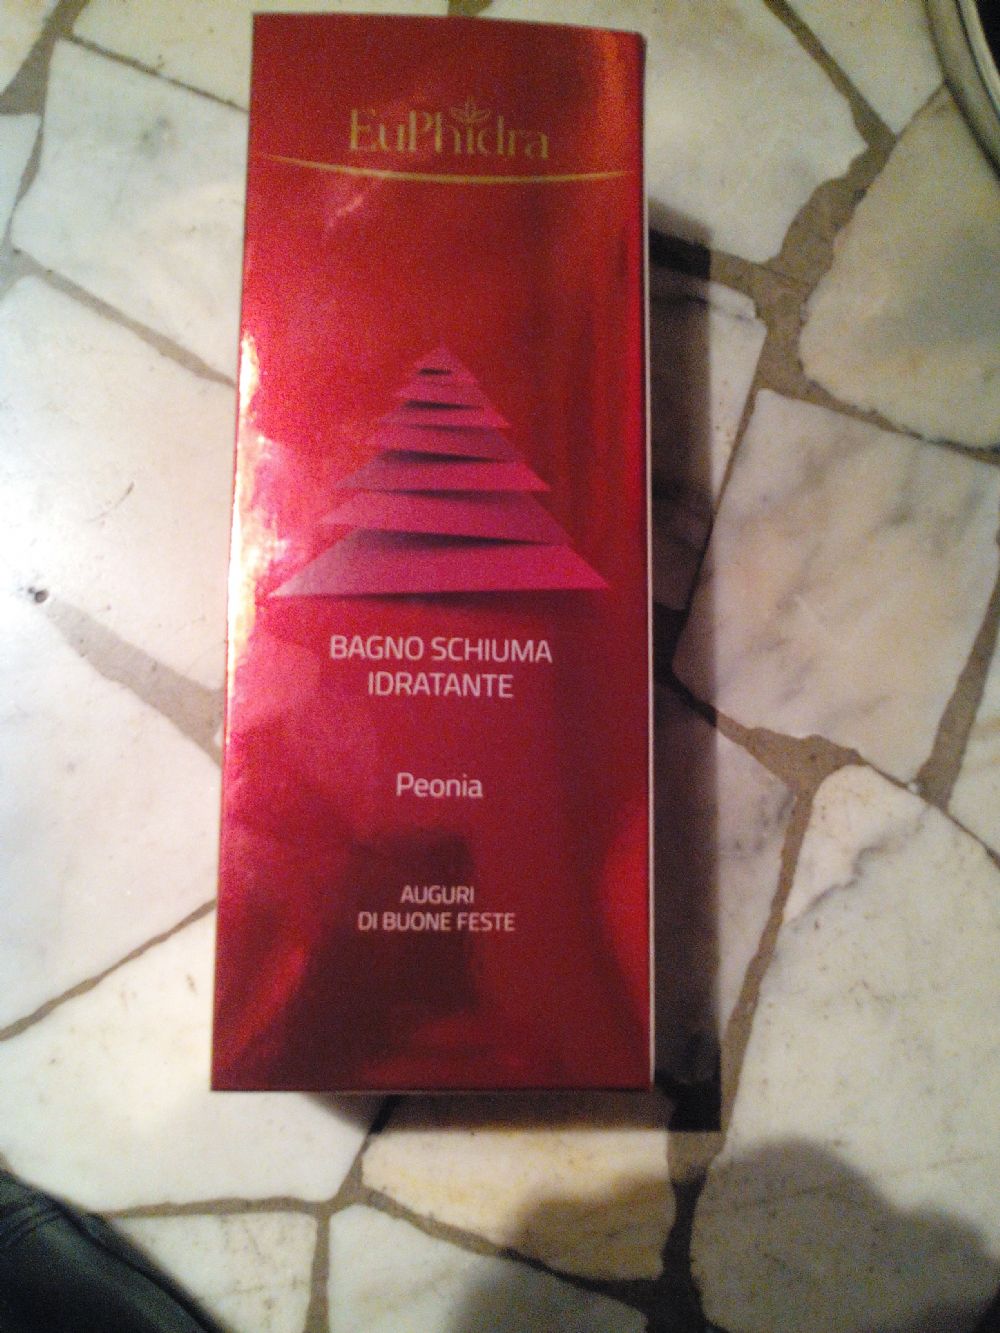 EuPhidra
BAGNO SCHIUMA
IDRATANTE
Peonia
AUGURI
DI BUONE FESTE